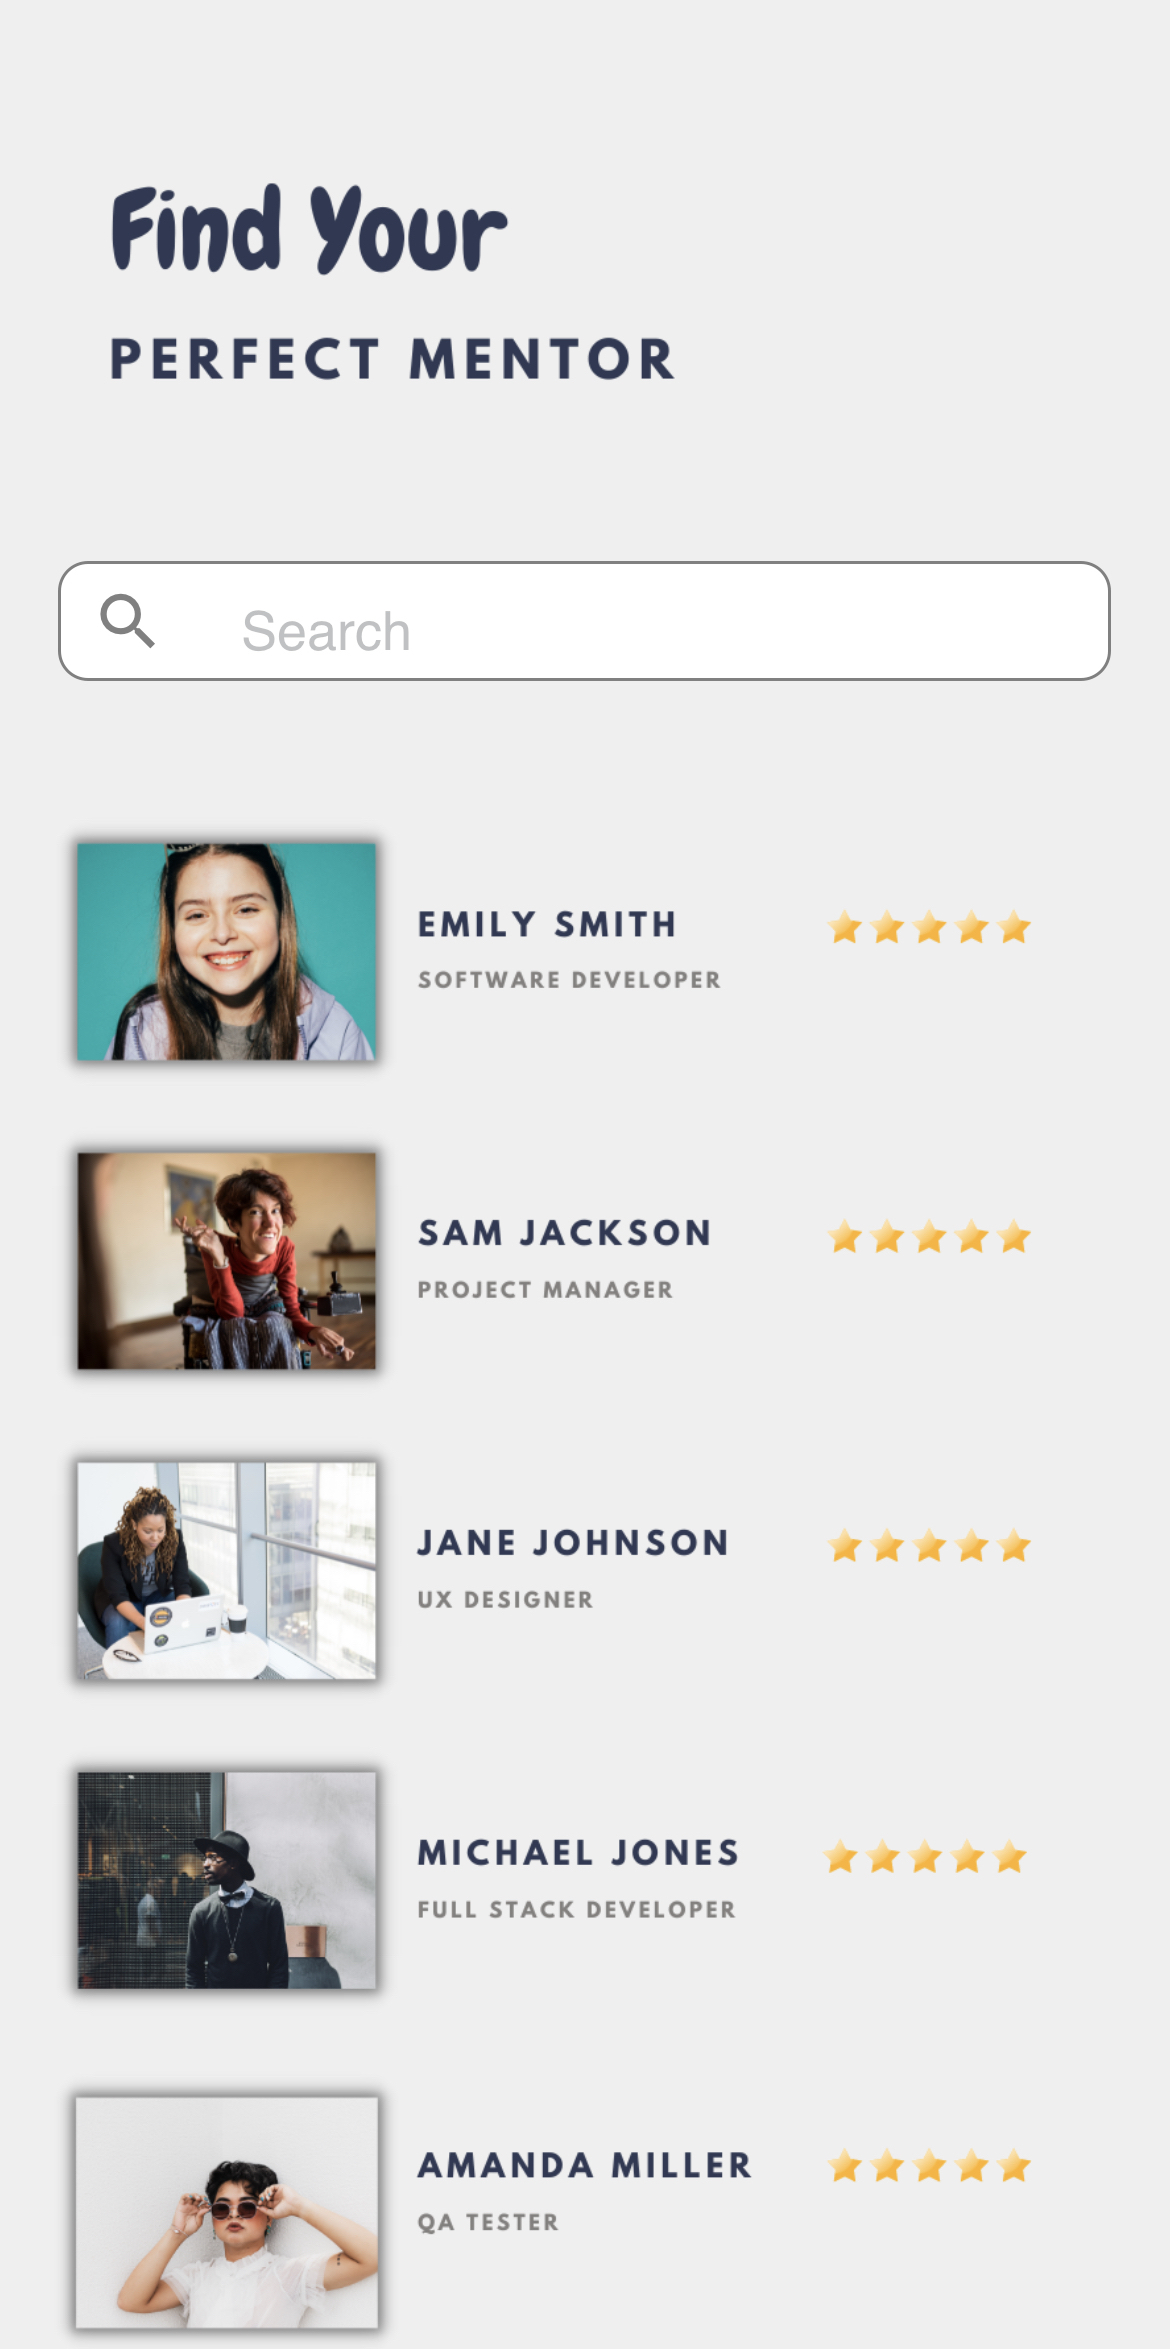 Find Your
PERFECT MENTOR
Search
EMILY SMITH
SOFTWARE DEVELOPER
SAM JACKSON
PROJECT MANAGER
JANE JOHNSON
UX DESIGNER
MICHAEL JONES
FULL STACK DEVELOPER
AMANDA MILLER
QA TESTER